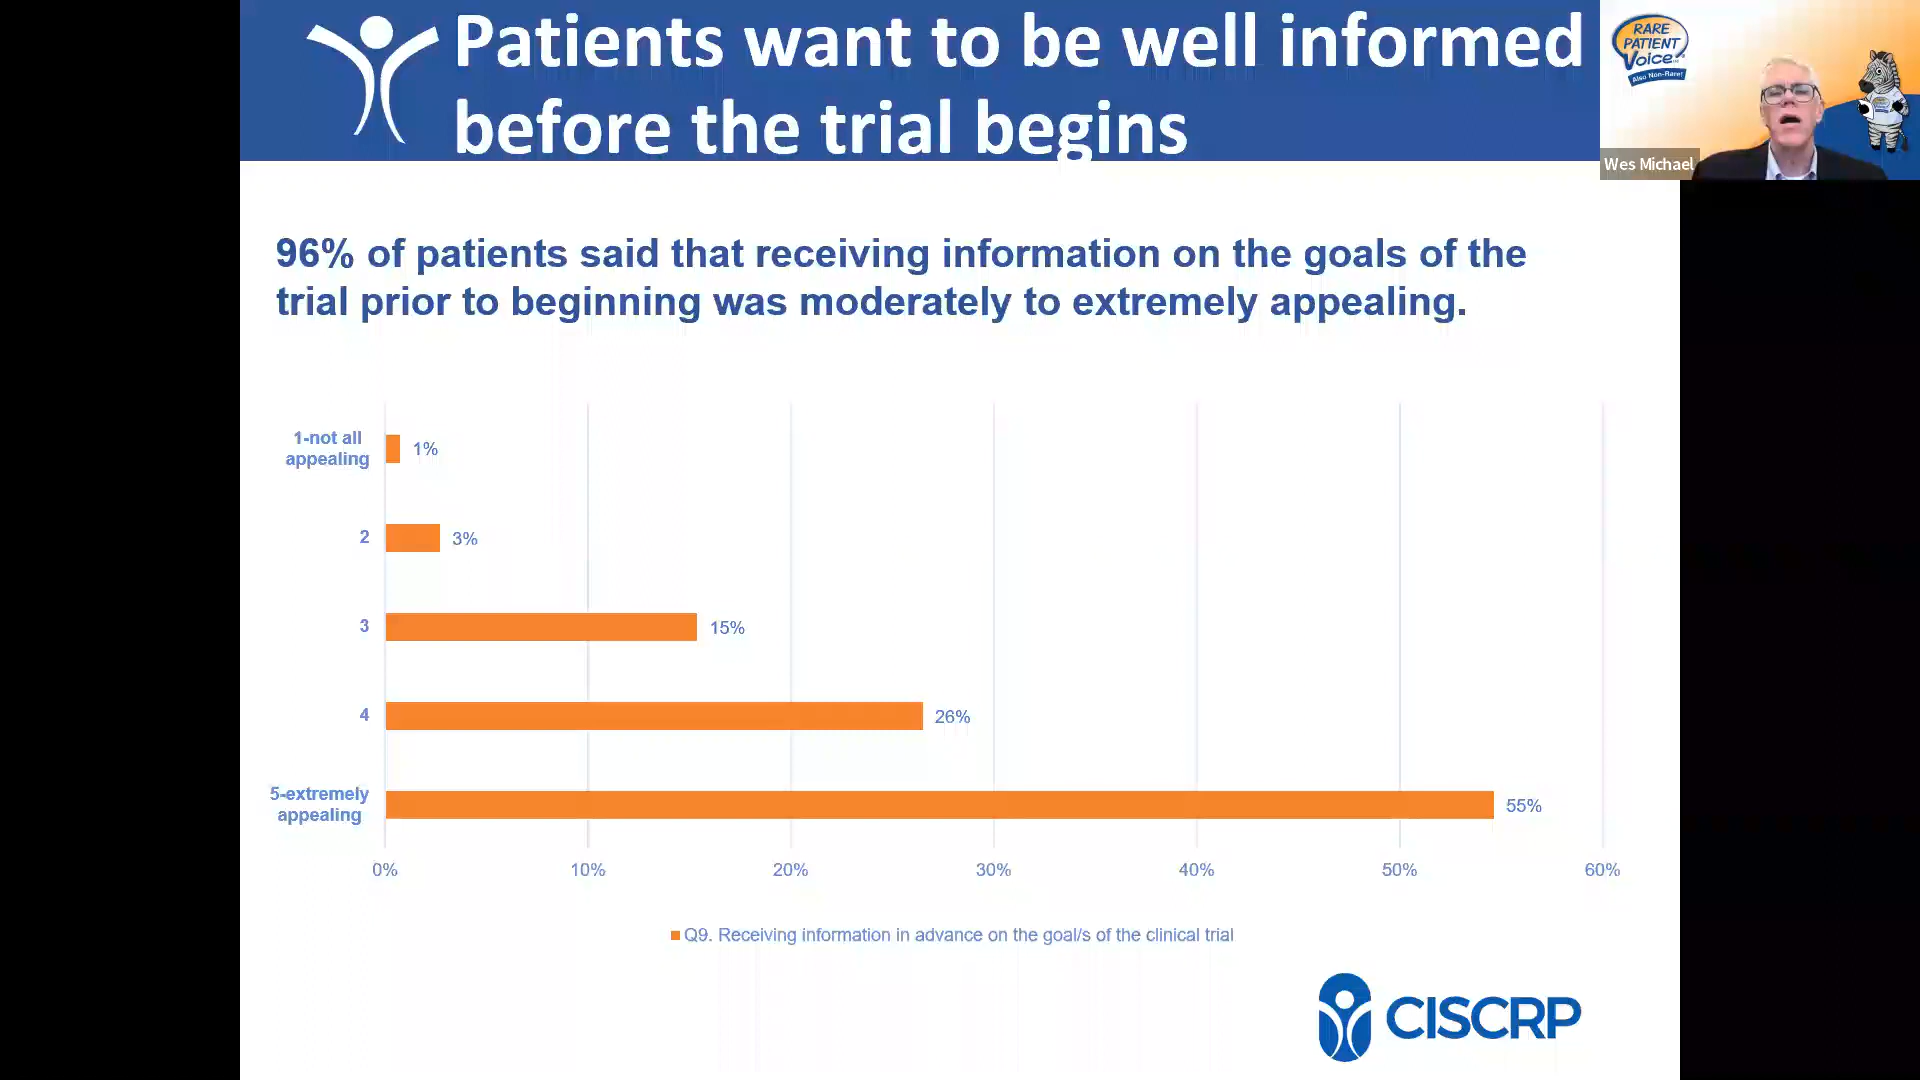 Patients want to be well informed
before the trial begins
RARE
PATIENT
Voice
Also Non-Rare!
Wes Michael
96% of patients said that receiving information on the goals of the
trial prior to beginning was moderately to extremely appealing.
1-not all
appealing
1%
2
3%
3
15%
4
26%
5-extremely
appealing
55%
0%
10%
20%
30%
40%
50%
60%
Q9. Receiving information in advance on the goal/s of the clinical trial
CISCRP